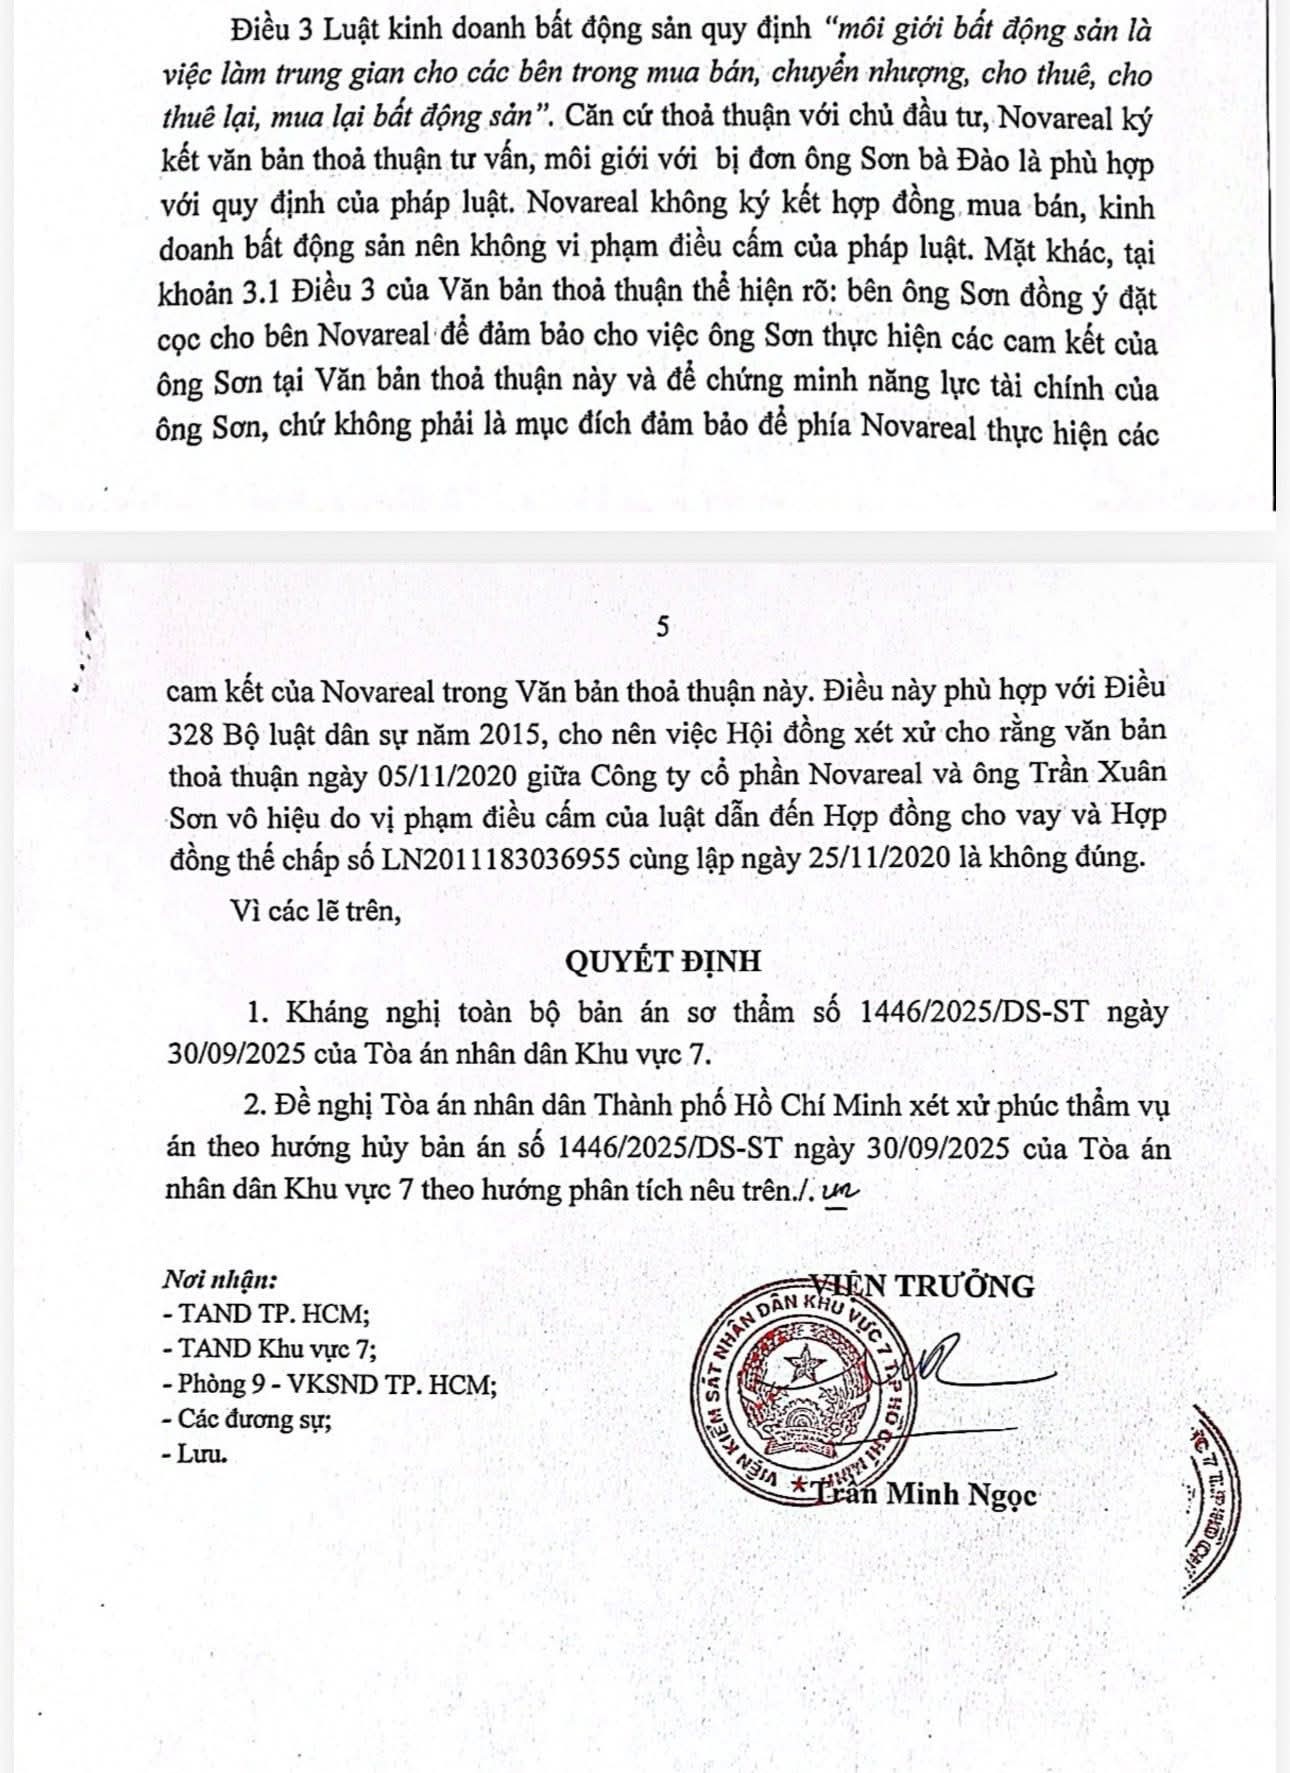 Điều 3 Luật kinh doanh bất động sản quy định “môi giới bất động sản là
việc làm trung gian cho các bên trong mua bán, chuyển nhượng, cho thuê, cho
thuê lại, mua lại bất động sản”. Căn cứ thoả thuận với chủ đầu tư, Novareal ký
kết văn bản thoả thuận tư vấn, môi giới với bị đơn ông Sơn bà Đào là phù hợp
với quy định của pháp luật. Novareal không ký kết hợp đồng mua bán, kinh
doanh bất động sản nên không vi phạm điều cấm của pháp luật. Mặt khác, tại
khoản 3.1 Điều 3 của Văn bản thoả thuận thể hiện rõ: bên ông Sơn đồng ý đặt
cọc cho bên Novareal để đảm bảo cho việc ông Sơn thực hiện các cam kết của
ông Sơn tại Văn bản thoả thuận này và để chứng minh năng lực tài chính của
ông Sơn, chứ không phải là mục đích đảm bảo để phía Novareal thực hiện các
5
cam kết của Novareal trong Văn bản thoả thuận này. Điều này phù hợp với Điều
328 Bộ luật dân sự năm 2015, cho nên việc Hội đồng xét xử cho rằng văn bản
thoả thuận ngày 05/11/2020 giữa Công ty cổ phần Novareal và ông Trần Xuân
Sơn vô hiệu do vị phạm điều cấm của luật dẫn đến Hợp đồng cho vay và Hợp
đồng thế chấp số LN2011183036955 cùng lập ngày 25/11/2020 là không đúng.
Vì các lẽ trên,
QUYẾT ĐỊNH
1. Kháng nghị toàn bộ bản án sơ thẩm số 1446/2025/DS-ST ngày
30/09/2025 của Tòa án nhân dân Khu vực 7.
2. Đề nghị Tòa án nhân dân Thành phố Hồ Chí Minh xét xử phúc thẩm vụ
án theo hướng hủy bản án số 1446/2025/DS-ST ngày 30/09/2025 của Tòa án
nhân dân Khu vực 7 theo hướng phân tích nêu trên./.
Nơi nhận:
- TAND TP. HCM;
- TAND Khu vực 7;
- Phòng 9 - VKSND TP. HCM;
- Các đương sự;
- Lưu.
VIỆN TRƯỞNG
VIỆN KIỂM SÁT NHÂN DÂN KHU VỰC 7 T.P HỒ CHÍ MINH
Trần Minh Ngọc